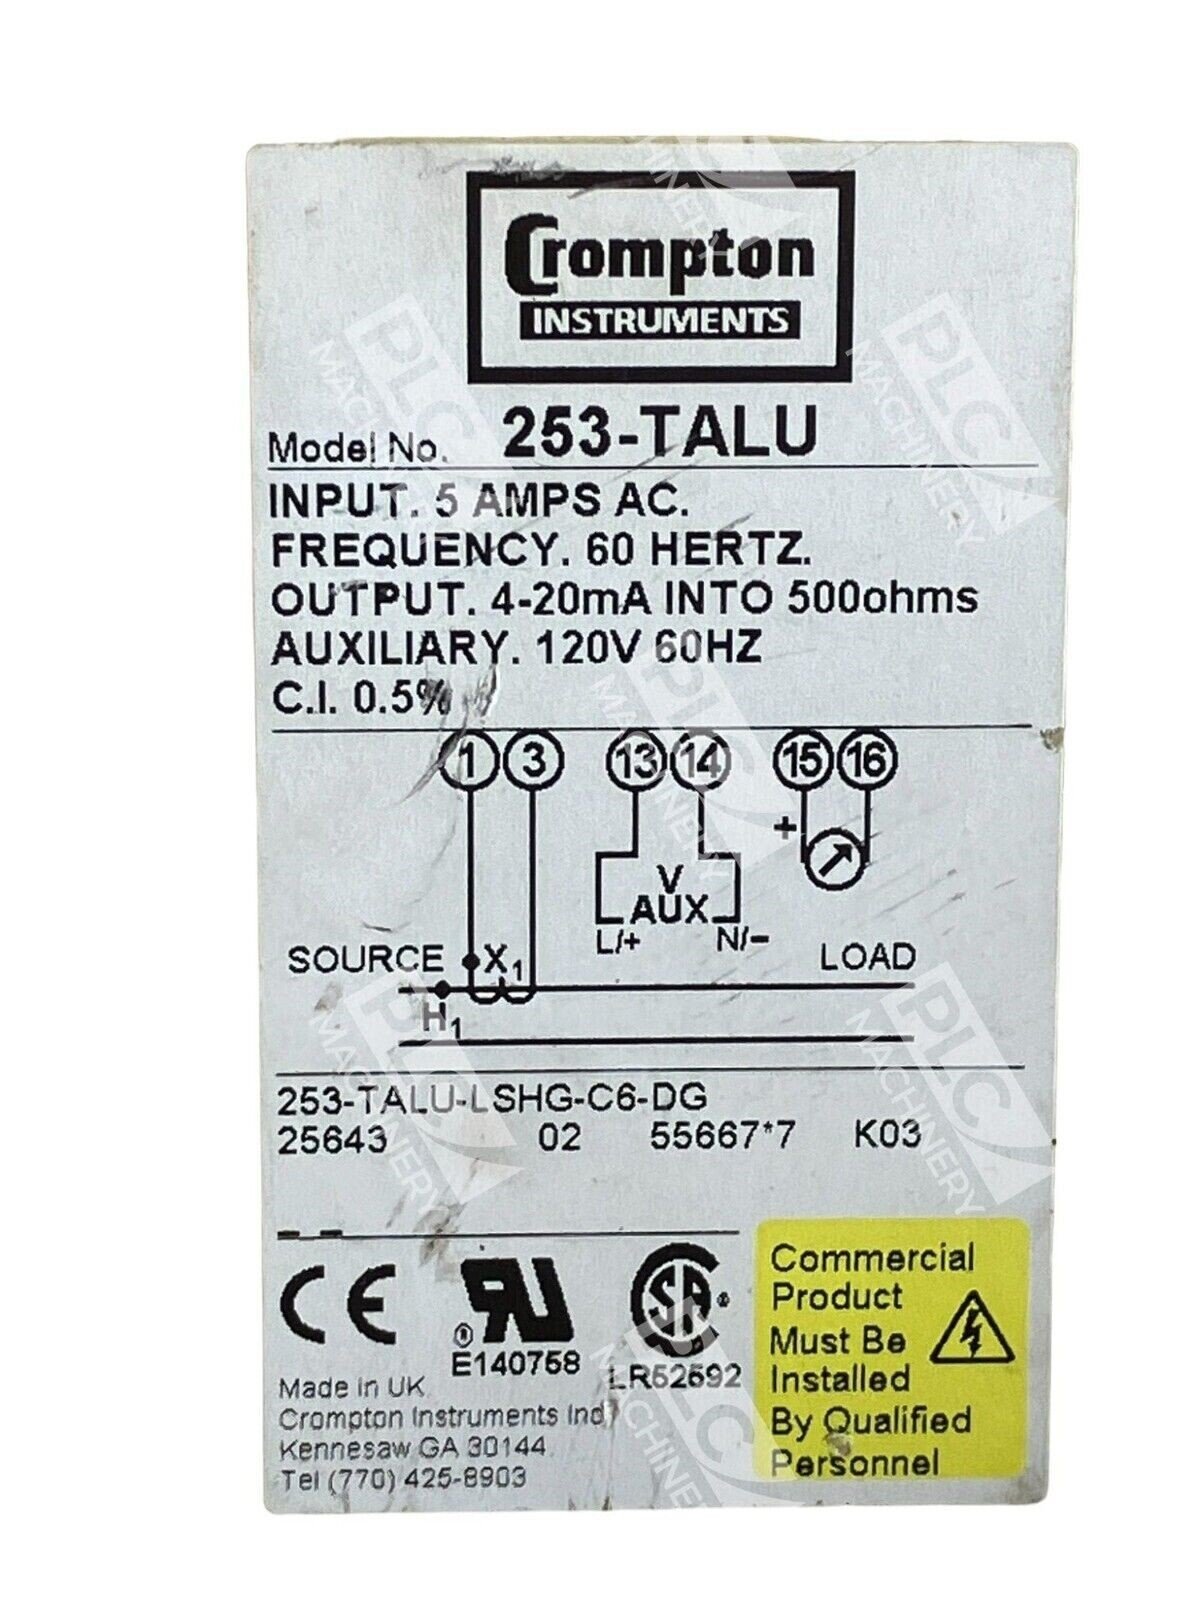 Crompton
INSTRUMENTS
Model No. 253-TALU
INPUT. 5 AMPS AC.
FREQUENCY. 60 HERTZ.
OUTPUT. 4-20mA INTO 500ohms
AUXILIARY. 120V 60HZ
C.I. 0.5%
1 3 13 14 15 16
+
V
AUX
L/+ N/-
SOURCE X1 LOAD
H1
253-TALU-LSHG-C6-DG
25643 02 55667*7 K03
CE
E140758
LR52592
Made in UK
Crompton Instruments Ind
Kennesaw GA 30144
Tel (770) 425-8903
Commercial
Product
Must Be
Installed
By Qualified
Personnel
PLC MACHINERY